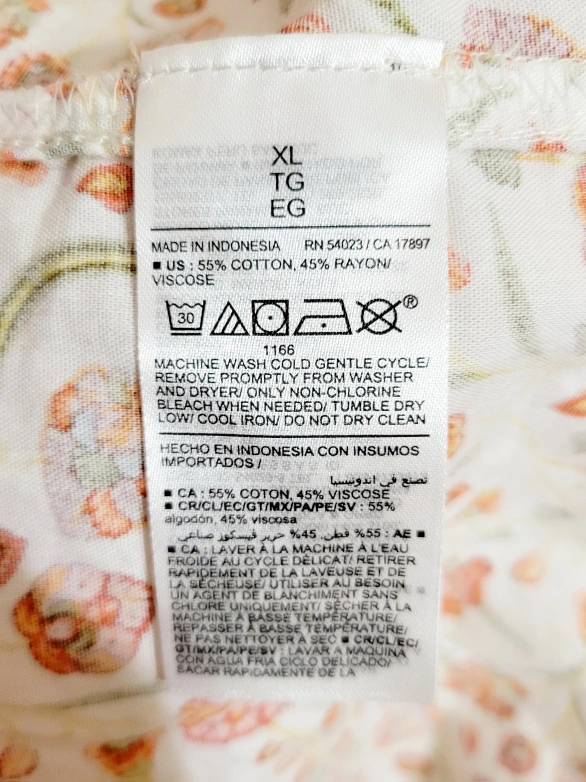 XL
TG
EG
MADE IN INDONESIA RN 54023 / CA 17897
■ US : 55% COTTON, 45% RAYON/
VISCOSE
30
®
1166
MACHINE WASH COLD GENTLE CYCLE/
REMOVE PROMPTLY FROM WASHER
AND DRYER/ ONLY NON-CHLORINE
BLEACH WHEN NEEDED/ TUMBLE DRY
LOW/ COOL IRON/ DO NOT DRY CLEAN
HECHO EN INDONESIA CON INSUMOS
IMPORTADOS /
تصنع في اندونيسيا
■ CA : 55% COTON, 45% VISCOSE
■ CR/CL/EC/GT/MX/PA/PE/SV : 55%
algodón, 45% viscosa
■ AE : 55% قطن, 45% حرير فيسكوز صناعي
■ CA : LAVER À LA MACHINE À L'EAU
FROIDE AU CYCLE DÉLICAT/ RETIRER
RAPIDEMENT DE LA LAVEUSE ET DE
LA SÉCHEUSE/ UTILISER AU BESOIN
UN AGENT DE BLANCHIMENT SANS
CHLORE UNIQUEMENT/ SÉCHER À LA
MACHINE À BASSE TEMPÉRATURE/
REPASSER À BASSE TEMPÉRATURE/
NE PAS NETTOYER À SEC ■ CR/CL/EC/
GT/MX/PA/PE/SV : LAVAR A MAQUINA
CON AGUA FRIA CICLO DELICADO/
SACAR RAPIDAMENTE DE LA